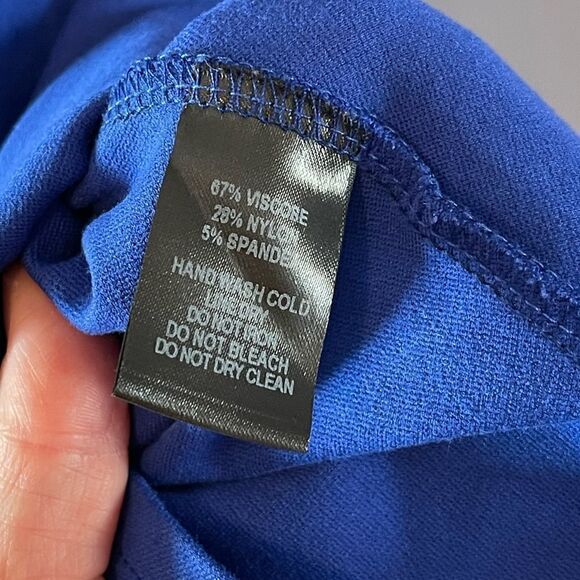 67% VISCOSE
28% NYLON
5% SPANDE
HAND WASH COLD
LINE DRY
DO NOT IRON
DO NOT BLEACH
DO NOT DRY CLEAN